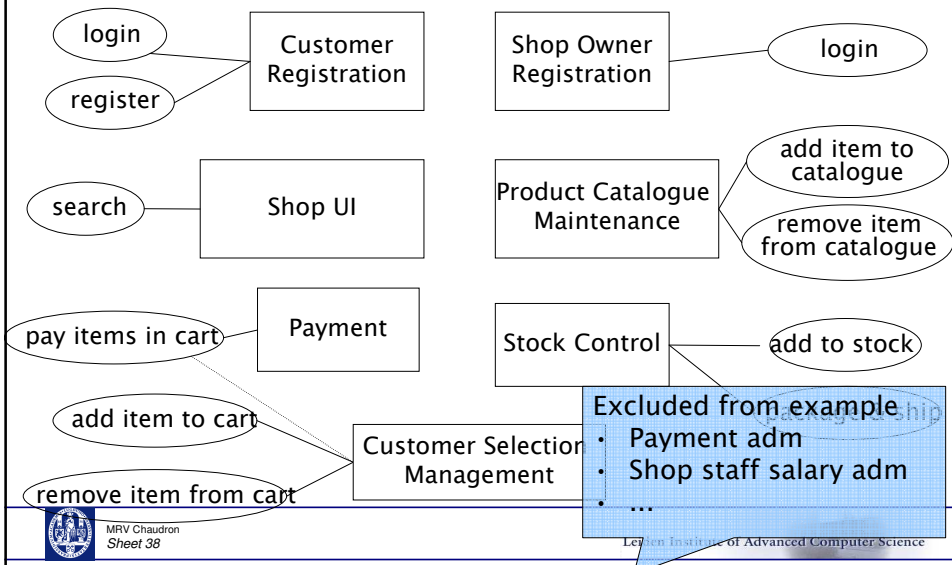 login
Customer
Registration
register
Shop Owner
Registration
login
search
Shop UI
Product Catalogue
Maintenance
add item to
catalogue
remove item
from catalogue
pay items in cart
Payment
Stock Control
add to stock
package & ship
add item to cart
remove item from cart
Customer Selection
Management
Excluded from example
• Payment adm
• Shop staff salary adm
• ...
MRV Chaudron
Sheet 38
Leiden Institute of Advanced Computer Science